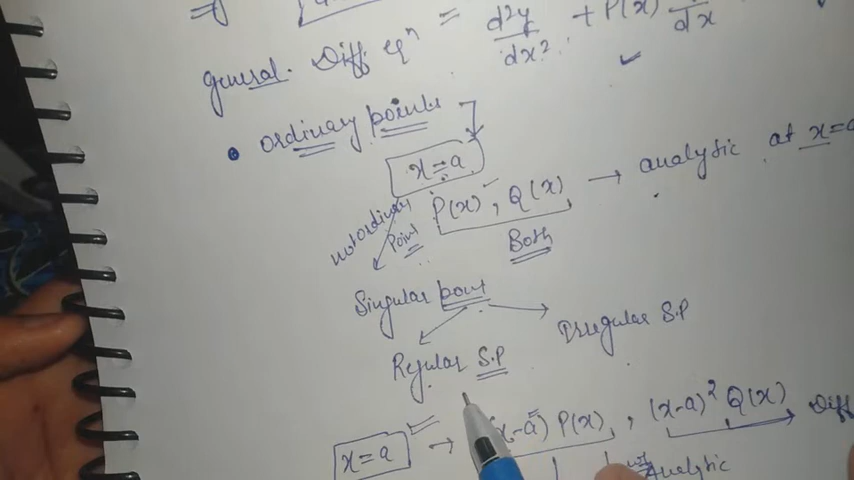 General Diff eqⁿ = d²y/dx² + P(x) dx
• Ordinary points
x = a
P(x), Q(x) → analytic at x=a
not ordinary Point
Both
Singular point
Regular S.P
Irregular S.P
x = a → (x-a) P(x), (x-a)² Q(x) Diff
Analytic